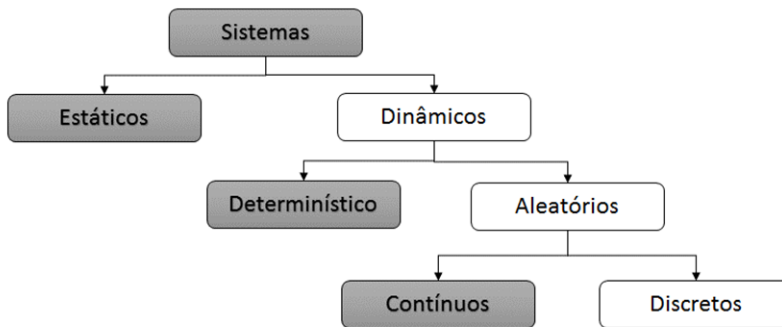 Sistemas
Estáticos
Dinâmicos
Determinístico
Aleatórios
Contínuos
Discretos